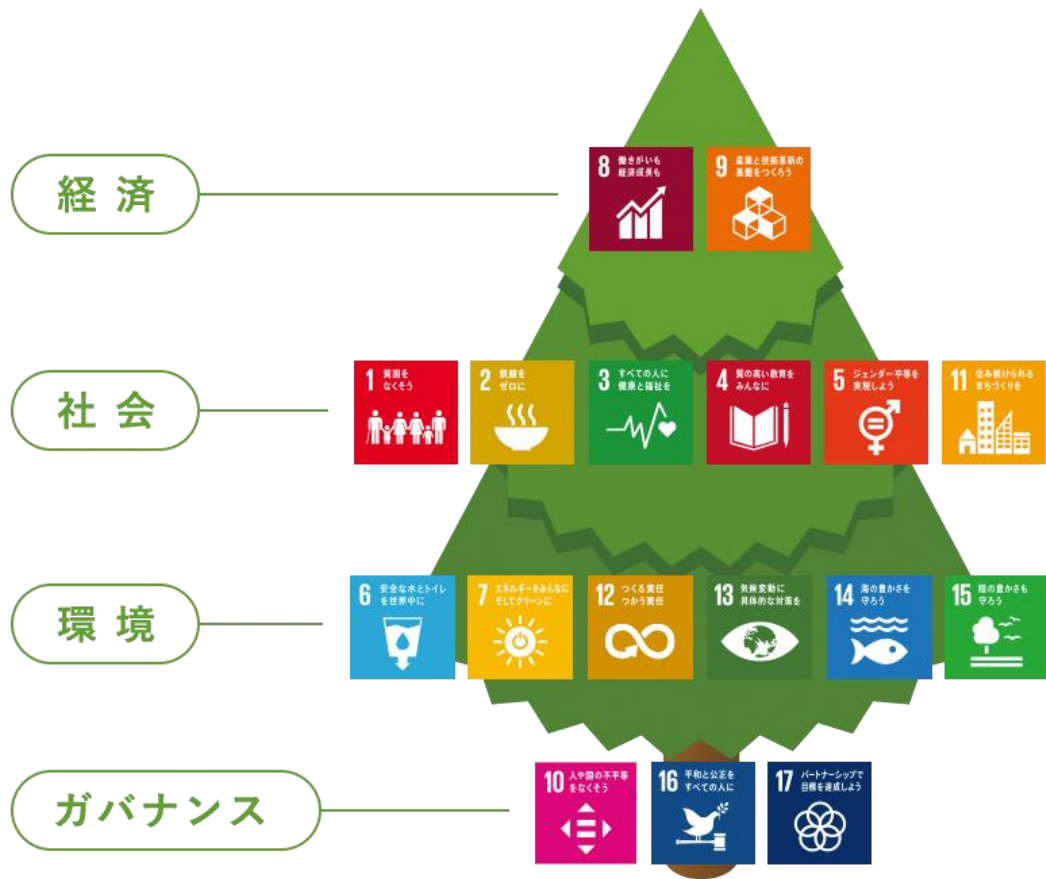 経済
8 働きがいも
経済成長も
9 産業と技術革新の
基盤をつくろう
社会
1 貧困を
なくそう
2 飢餓を
ゼロに
3 すべての人に
健康と福祉を
4 質の高い教育を
みんなに
5 ジェンダー平等を
実現しよう
11 住み続けられる
まちづくりを
環境
6 安全な水とトイレ
を世界中に
7 エネルギーをみんなに
そしてクリーンに
12 つくる責任
つかう責任
13 気候変動に
具体的な対策を
14 海の豊かさを
守ろう
15 陸の豊かさも
守ろう
ガバナンス
10 人や国の不平等
をなくそう
16 平和と公正を
すべての人に
17 パートナーシップで
目標を達成しよう